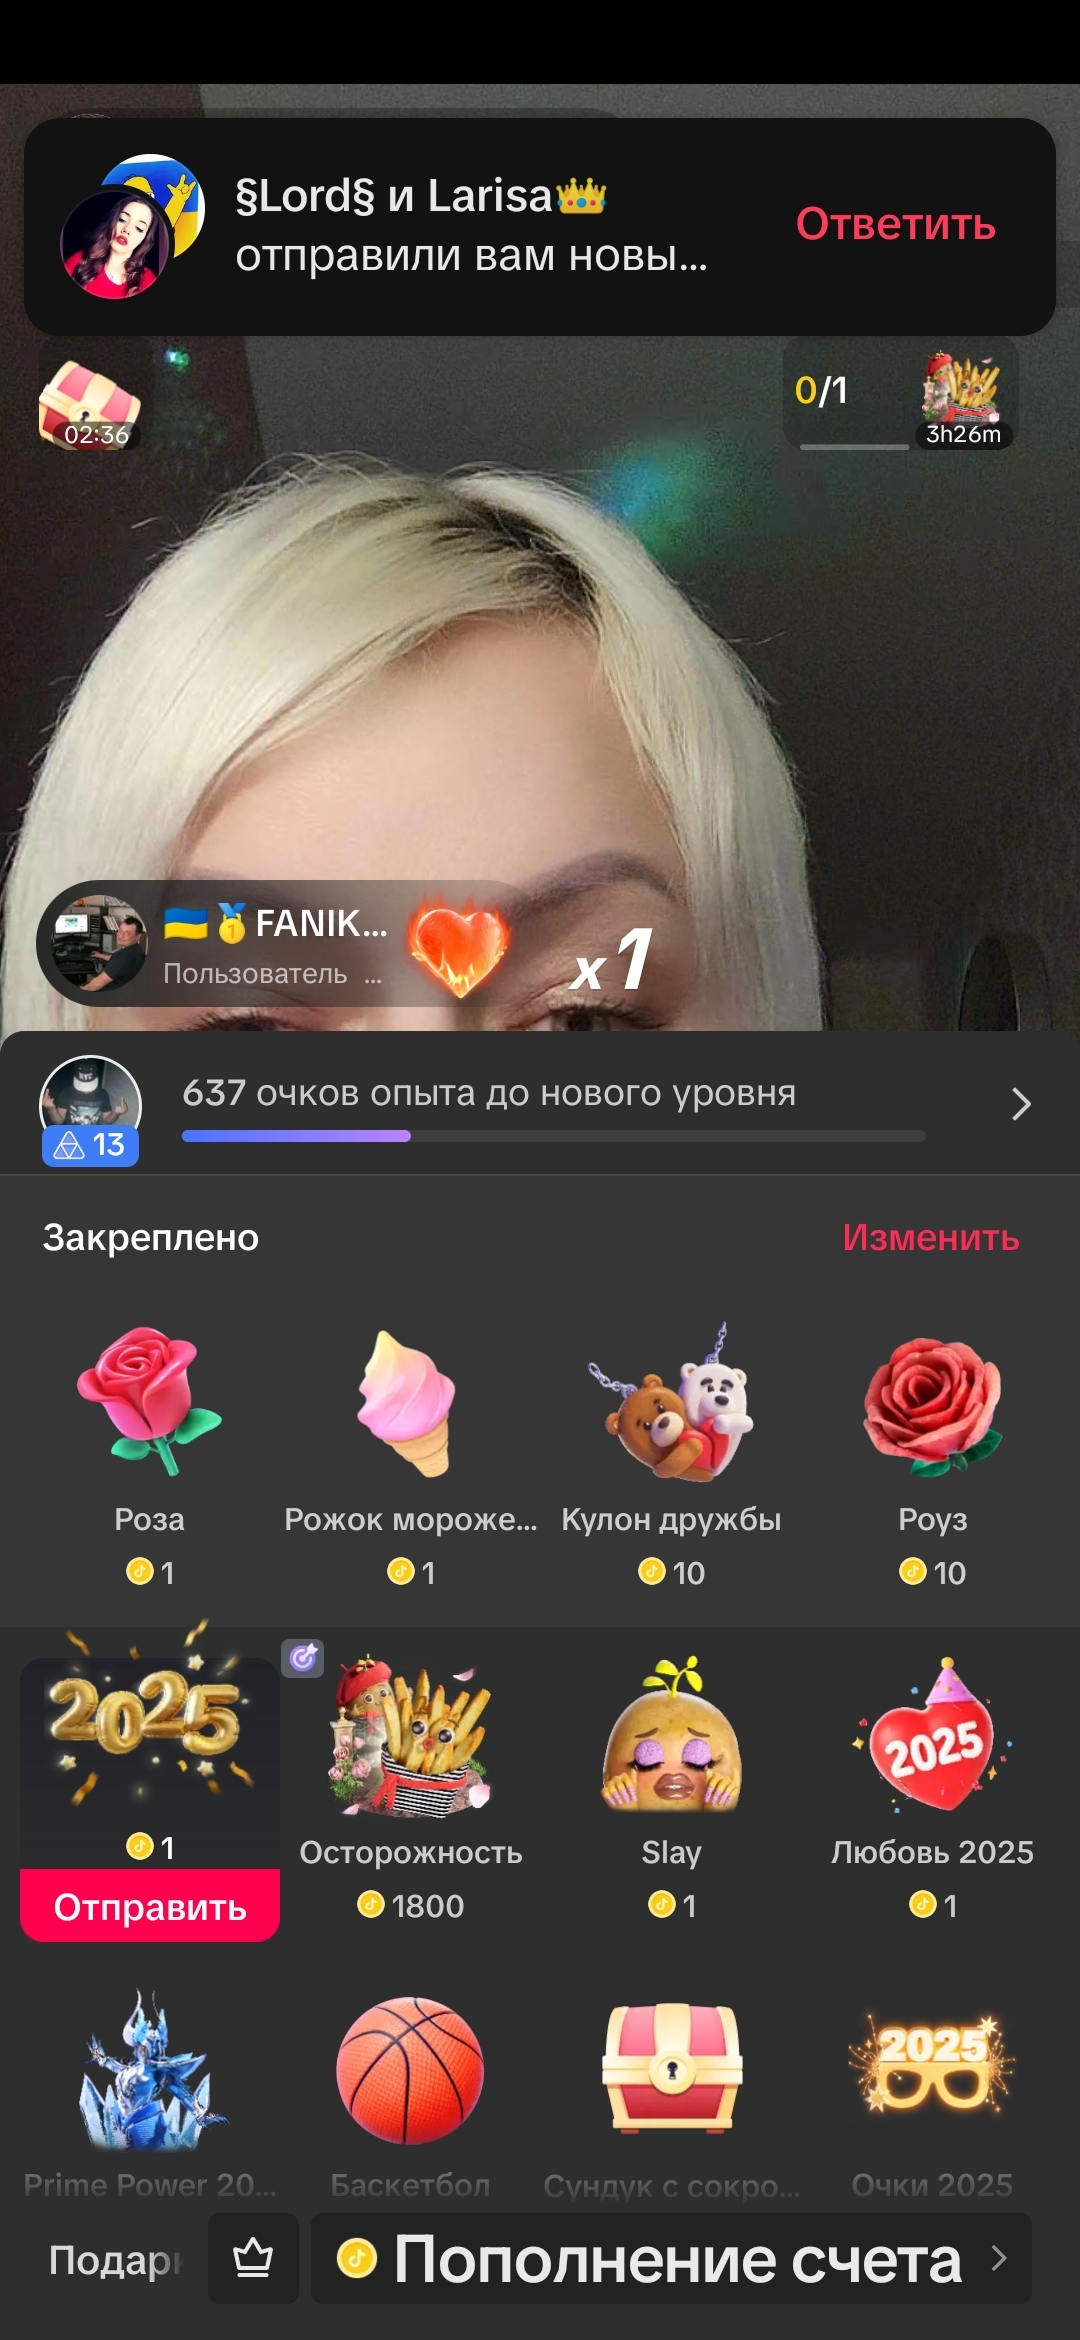 §Lord§ и Larisa👑
отправили вам новы...
Ответить
02:36
0/1
3h26m
🇺🇦🥇FANIK...
Пользователь ...
x1
13
637 очков опыта до нового уровня
Закреплено
Изменить
Роза
Рожок мороже...
Кулон дружбы
Роуз
1
1
10
10
2025
2025
1
Отправить
Осторожность
Slay
Любовь 2025
1800
1
1
2025
Prime Power 20...
Баскетбол
Сундук с сокро...
Очки 2025
Подарк
Пополнение счета